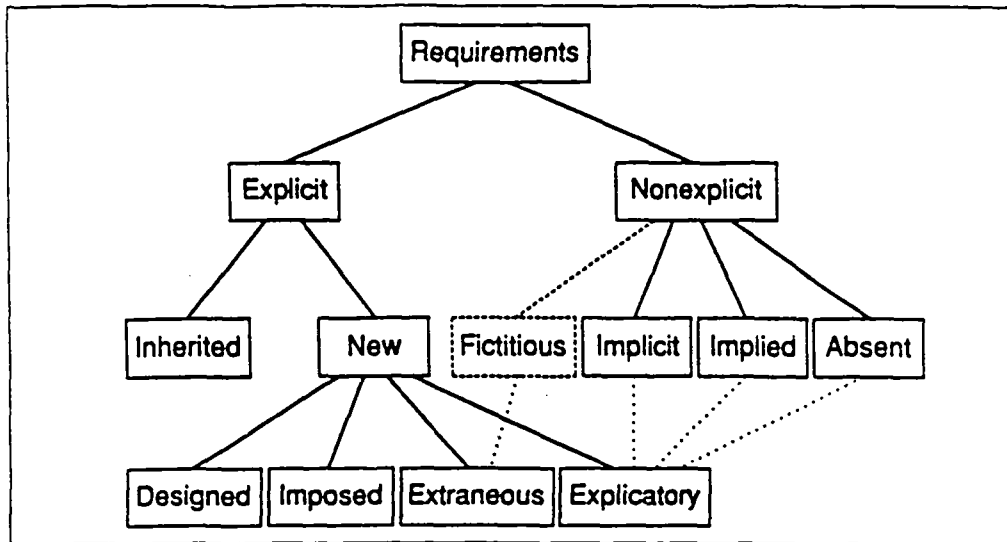 Requirements
Explicit
Nonexplicit
Inherited
New
Fictitious
Implicit
Implied
Absent
Designed
Imposed
Extraneous
Explicatory